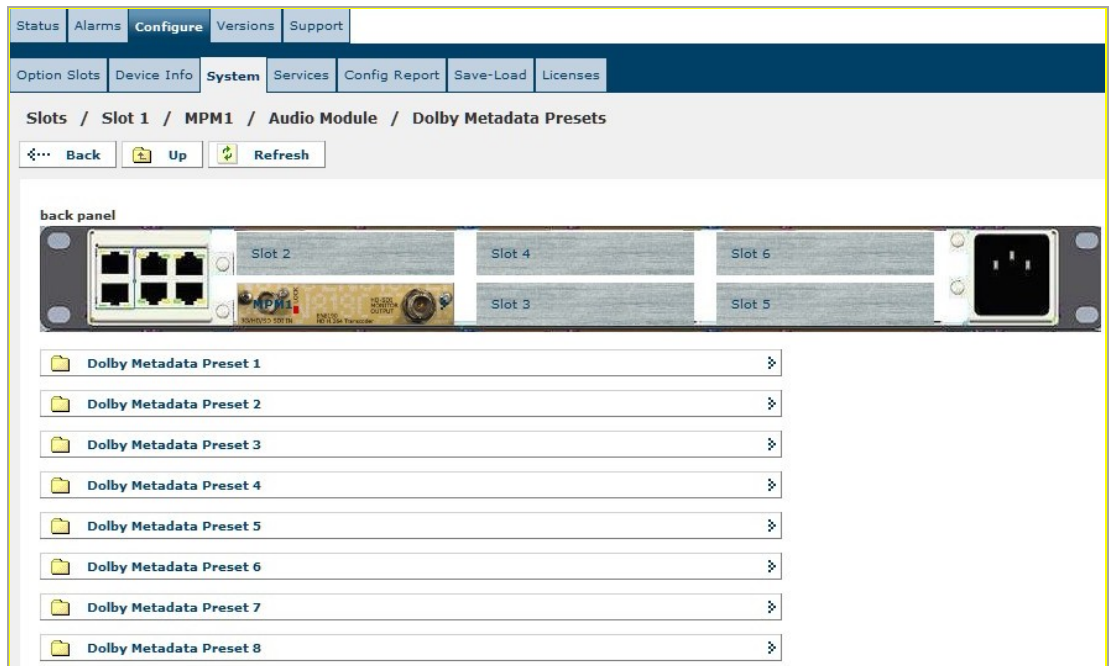 Status Alarms Configure Versions Support
Option Slots Device Info System Services Config Report Save-Load Licenses
Slots / Slot 1 / MPM1 / Audio Module / Dolby Metadata Presets
Back Up Refresh
back panel
Slot 2 Slot 4 Slot 6
MPM1 Slot 3 Slot 5
Dolby Metadata Preset 1
Dolby Metadata Preset 2
Dolby Metadata Preset 3
Dolby Metadata Preset 4
Dolby Metadata Preset 5
Dolby Metadata Preset 6
Dolby Metadata Preset 7
Dolby Metadata Preset 8